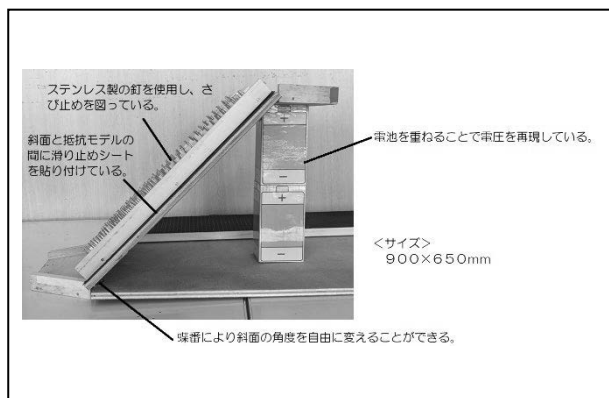 ステンレス製の釘を使用し、さ
び止めを図っている。
斜面と抵抗モデルの
間に滑り止めシート
を貼り付けている。
電池を重ねることで電圧を再現している。
+
−
+
−
<サイズ>
900×650mm
蝶番により斜面の角度を自由に変えることができる。